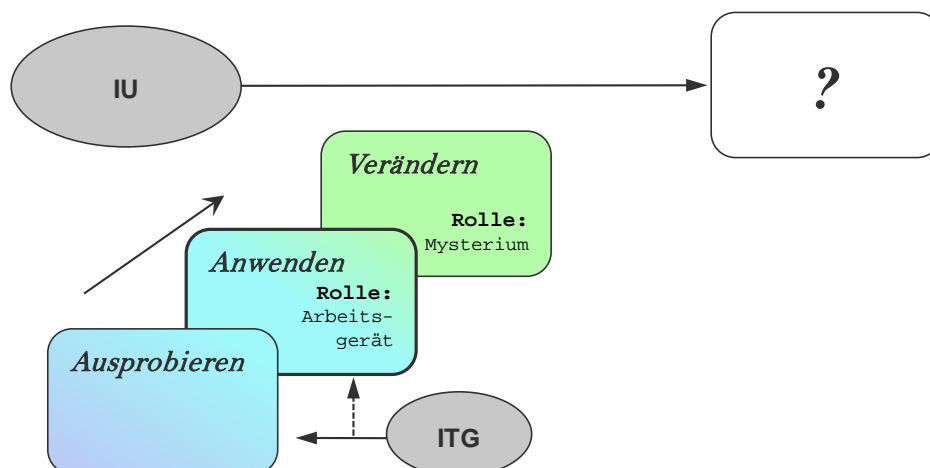 IU
?
Verändern
Rolle:
Mysterium
Anwenden
Rolle:
Arbeits-
gerät
Ausprobieren
ITG